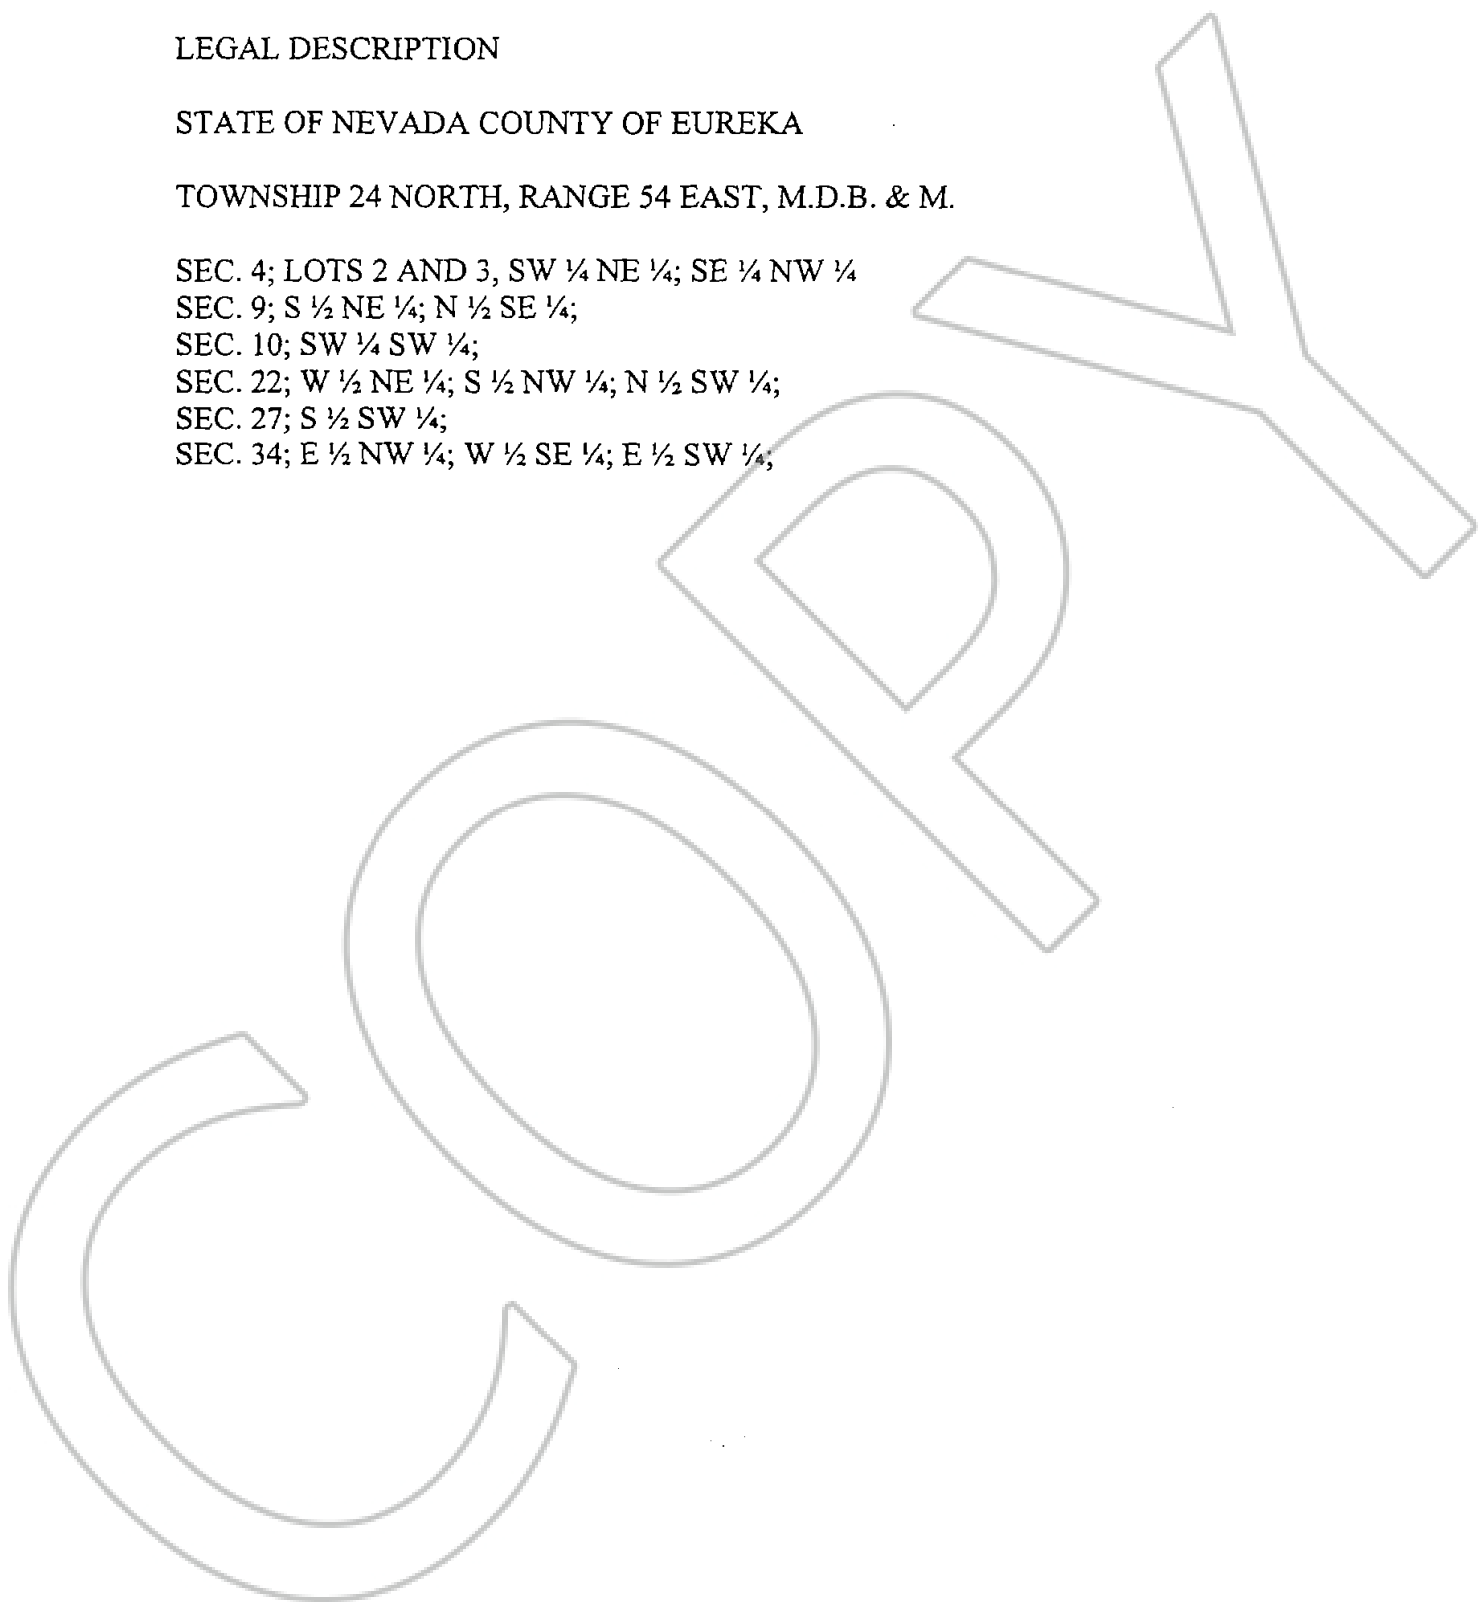 LEGAL DESCRIPTION
STATE OF NEVADA COUNTY OF EUREKA
TOWNSHIP 24 NORTH, RANGE 54 EAST, M.D.B. & M.
SEC. 4; LOTS 2 AND 3, SW ¼ NE ¼; SE ¼ NW ¼
SEC. 9; S ½ NE ¼; N ½ SE ¼;
SEC. 10; SW ¼ SW ¼;
SEC. 22; W ½ NE ¼; S ½ NW ¼; N ½ SW ¼;
SEC. 27; S ½ SW ¼;
SEC. 34; E ½ NW ¼; W ½ SE ¼; E ½ SW ¼;
COPY